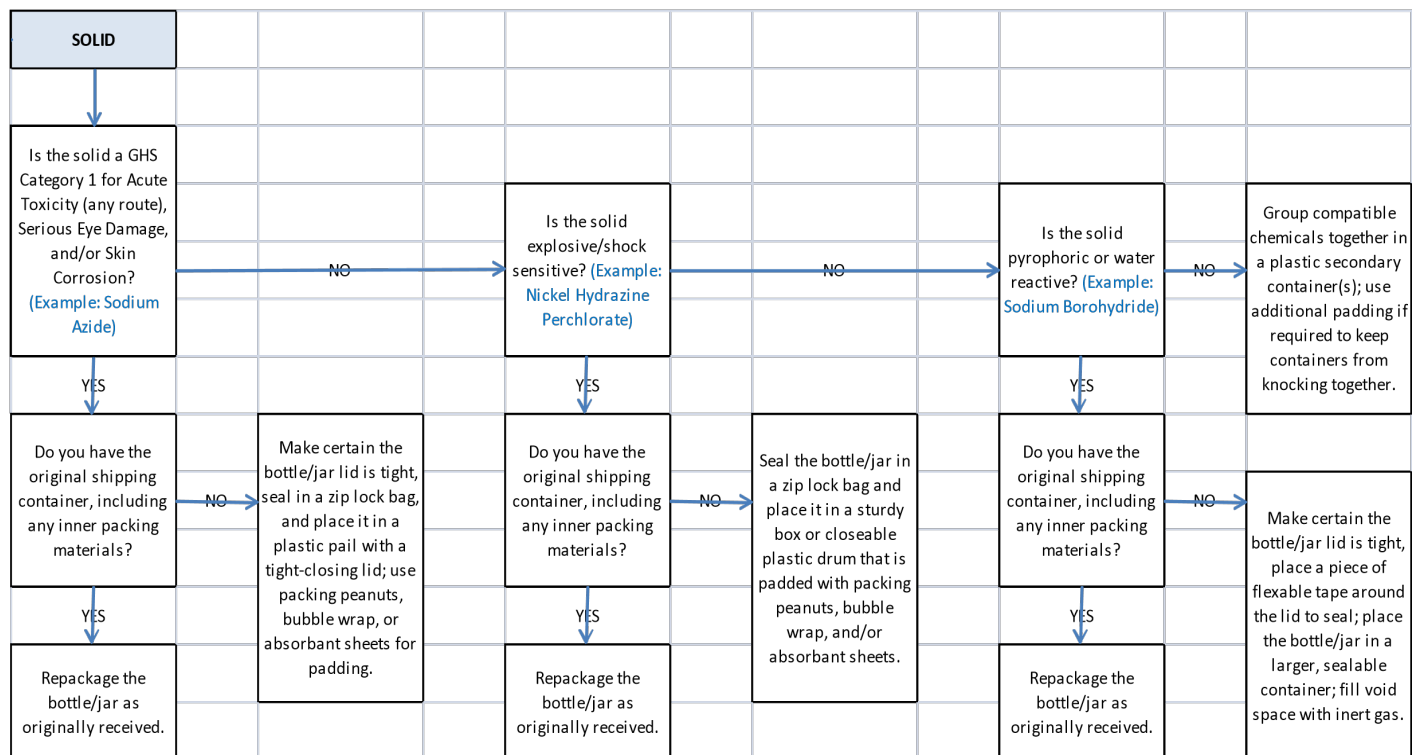 SOLID
Is the solid a GHS
Category 1 for Acute
Toxicity (any route),
Serious Eye Damage,
and/or Skin
Corrosion?
(Example: Sodium
Azide)
NO
Is the solid
explosive/shock
sensitive? (Example:
Nickel Hydrazine
Perchlorate)
NO
Is the solid
pyrophoric or water
reactive? (Example:
Sodium Borohydride)
NO
Group compatible
chemicals together in
a plastic secondary
container(s); use
additional padding if
required to keep
containers from
knocking together.
YES
YES
YES
Do you have the
original shipping
container, including
any inner packing
materials?
NO
Make certain the
bottle/jar lid is tight,
seal in a zip lock bag,
and place it in a
plastic pail with a
tight-closing lid; use
packing peanuts,
bubble wrap, or
absorbant sheets for
padding.
Do you have the
original shipping
container, including
any inner packing
materials?
NO
Seal the bottle/jar in
a zip lock bag and
place it in a sturdy
box or closeable
plastic drum that is
padded with packing
peanuts, bubble
wrap, and/or
absorbant sheets.
Do you have the
original shipping
container, including
any inner packing
materials?
NO
Make certain the
bottle/jar lid is tight,
place a piece of
flexable tape around
the lid to seal; place
the bottle/jar in a
larger, sealable
container; fill void
space with inert gas.
YES
YES
YES
Repackage the
bottle/jar as
originally received.
Repackage the
bottle/jar as
originally received.
Repackage the
bottle/jar as
originally received.